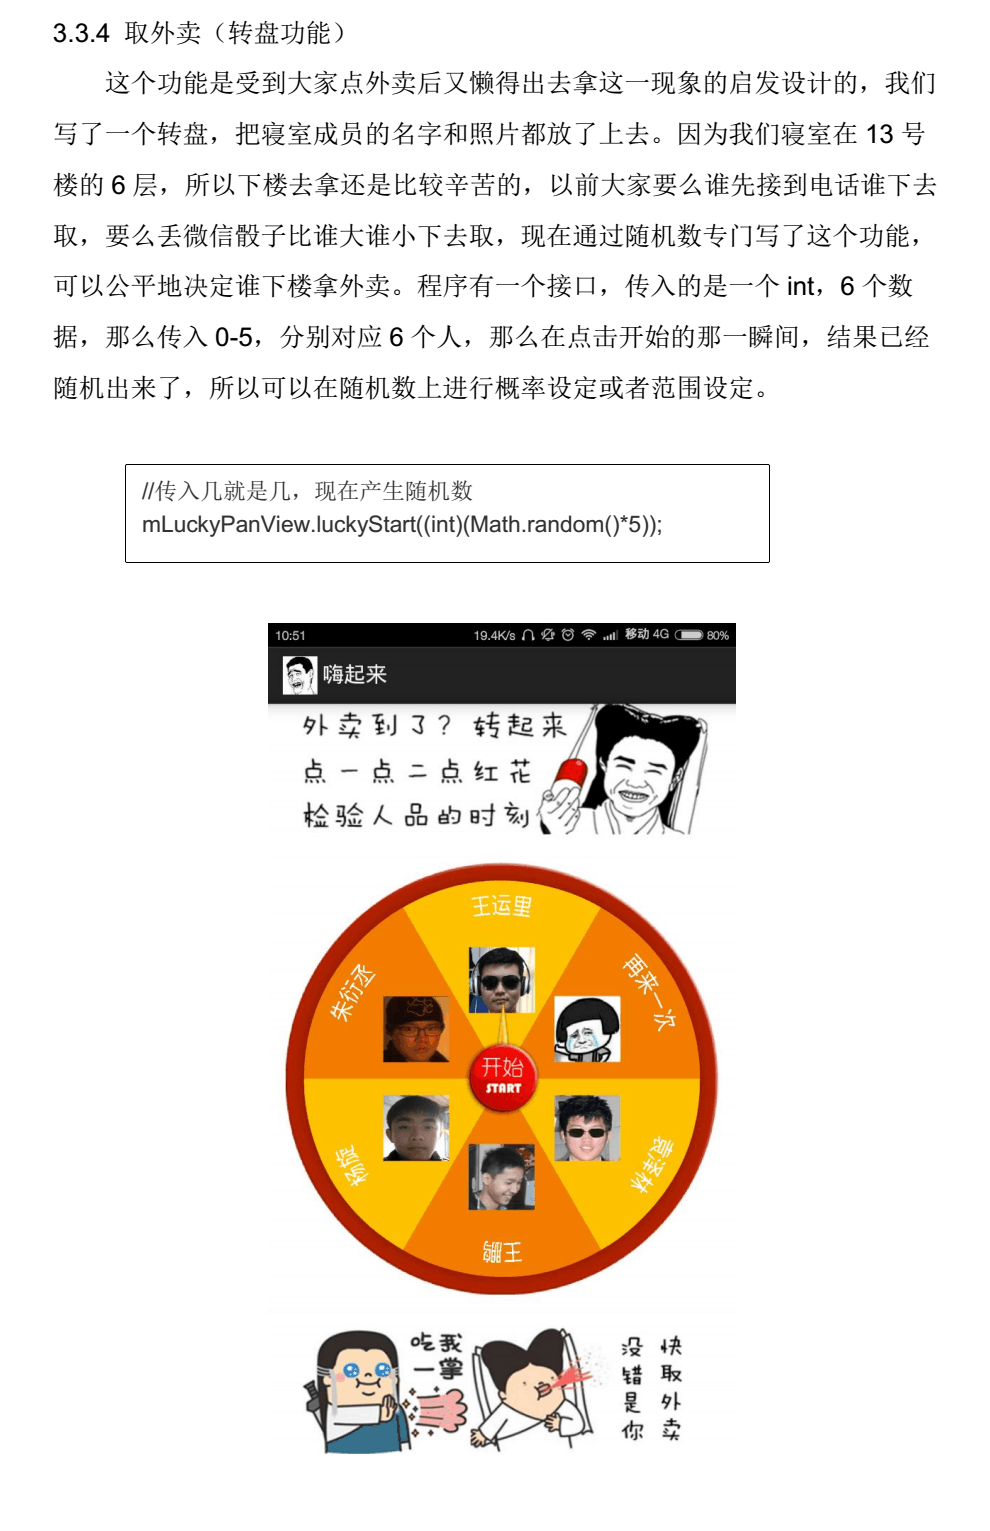 3.3.4 取外卖（转盘功能）
这个功能是受到大家点外卖后又懒得出去拿这一现象的启发设计的，我们
写了一个转盘，把寝室成员的名字和照片都放了上去。因为我们寝室在 13 号
楼的 6 层，所以下楼去拿还是比较辛苦的，以前大家要么谁先接到电话谁下去
取，要么丢微信骰子比谁大谁小下去取，现在通过随机数专门写了这个功能，
可以公平地决定谁下楼拿外卖。程序有一个接口，传入的是一个 int，6 个数
据，那么传入 0-5，分别对应 6 个人，那么在点击开始的那一瞬间，结果已经
随机出来了，所以可以在随机数上进行概率设定或者范围设定。
//传入几就是几，现在产生随机数
mLuckyPanView.luckyStart((int)(Math.random()*5));
10:51 19.4K/s 移动 4G 80%
嗨起来
外卖到了？转起来
点一点二点红花
检验人品的时刻
王运里
再来一次
朱衍丞
开始
START
杨旋
袁泽林
王鹏
吃我
一掌
没错是你
快取外卖